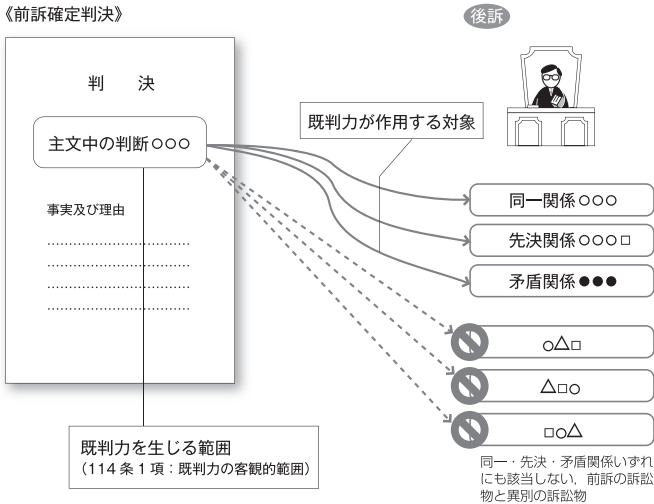 《前訴確定判決》
後訴
判 決
主文中の判断○○○
事実及び理由
既判力が作用する対象
同一関係○○○
先決関係○○○□
矛盾関係●●●
○△□
△□○
□○△
既判力を生じる範囲
(114条1項:既判力の客観的範囲)
同一・先決・矛盾関係いずれ
にも該当しない，前訴の訴訟
物と異別の訴訟物